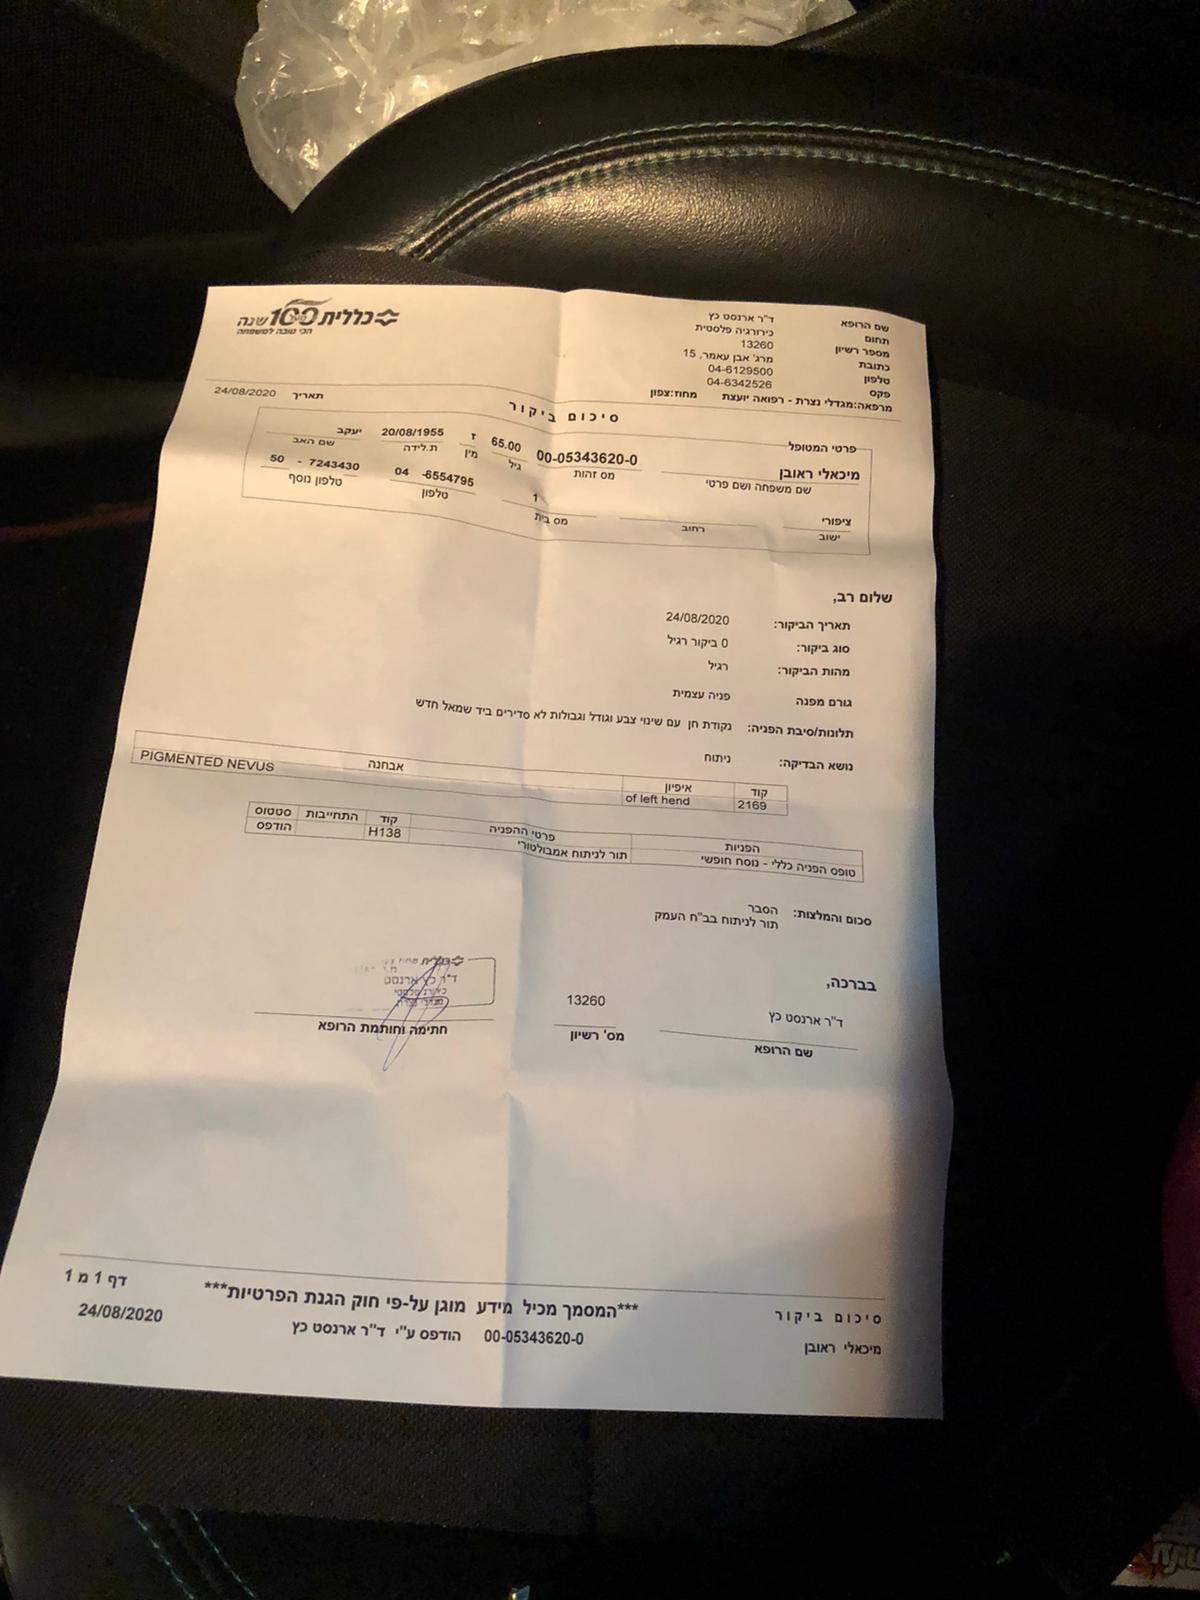 כללית 100 שנה
הכי טובה למשפחה
שם הרופא ד"ר ארנסט כץ
תחום כירורגיה פלסטית
מספר רשיון 13260
כתובת מרג' אבן עאמר, 15
טלפון 04-6129500
פקס 04-6342526
מרפאה:מגדלי נצרת - רפואה יועצת מחוז:צפון
תאריך 24/08/2020
סיכום ביקור
פרטי המטופל
מיכאלי ראובן 00-05343620-0 65.00 ז 20/08/1955 יעקב
שם משפחה ושם פרטי מס זהות גיל מין ת.לידה שם האב
04 -6554795 50 - 7243430
טלפון טלפון נוסף
ציפורי 1
ישוב רחוב מס בית
שלום רב,
תאריך הביקור: 24/08/2020
סוג ביקור: 0 ביקור רגיל
מהות הביקור: רגיל
גורם מפנה פניה עצמית
תלונות/סיבת הפניה: נקודת חן עם שינוי צבע וגודל וגבולות לא סדירים ביד שמאל חדש
נושא הבדיקה: ניתוח
קוד איפיון אבחנה
2169 of left hend PIGMENTED NEVUS
הפניות פרטי ההפניה קוד התחייבות סטטוס
טופס הפניה כללי - נוסח חופשי תור לניתוח אמבולטורי H138 הודפס
סכום והמלצות: הסבר
תור לניתוח בב"ח העמק
בברכה,
כללית
ד"ר כץ ארנסט
ד"ר ארנסט כץ 13260
שם הרופא מס' רשיון חתימה וחותמת הרופא
סיכום ביקור ***המסמך מכיל מידע מוגן על-פי חוק הגנת הפרטיות*** דף 1 מ 1
מיכאלי ראובן 00-05343620-0 הודפס ע"י ד"ר ארנסט כץ 24/08/2020